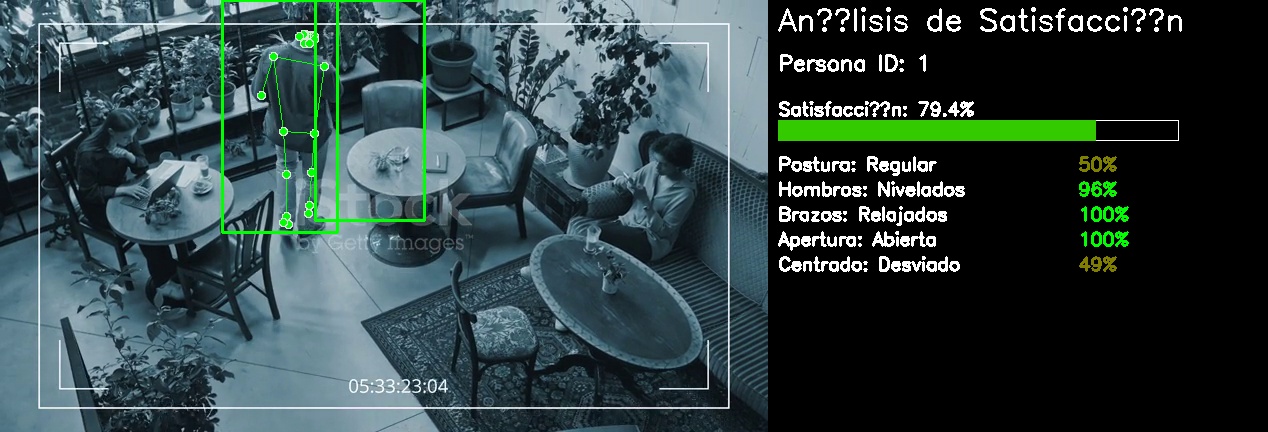 An??lisis de Satisfacci??n
Persona ID: 1
Satisfacci??n: 79.4%
Postura: Regular 50%
Hombros: Nivelados 96%
Brazos: Relajados 100%
Apertura: Abierta 100%
Centrado: Desviado 49%
iStock
by Getty Images™
05:33:23:04